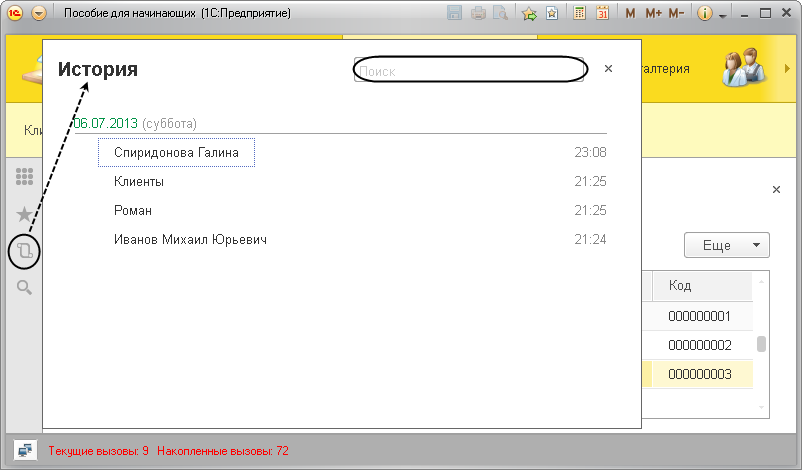 Пособие для начинающих (1С:Предприятие)
M M+ M-
История
Поиск
галтерия
Кли
06.07.2013 (суббота)
Спиридонова Галина 23:08
Клиенты 21:25
Роман 21:25
Иванов Михаил Юрьевич 21:24
Еще
Код
000000001
000000002
000000003
Текущие вызовы: 9 Накопленные вызовы: 72